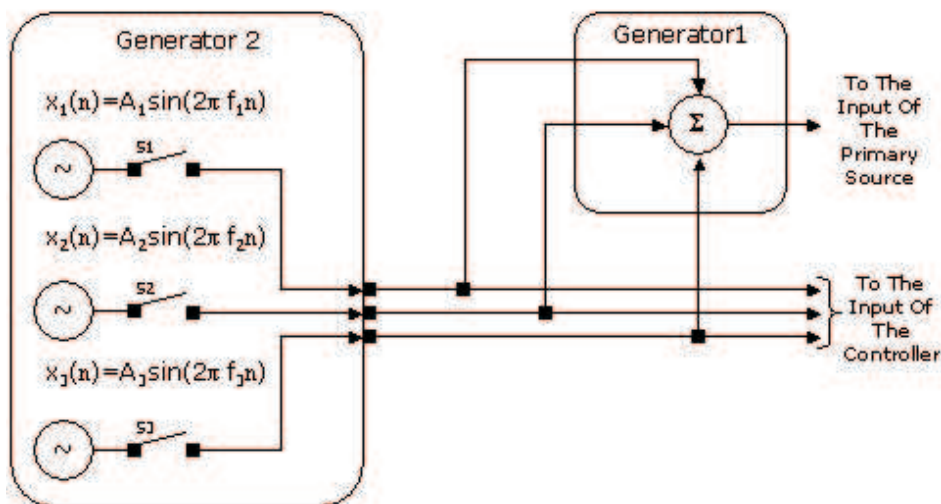 Generator 2
x₁(n)=A₁sin(2π f₁n)
S1
x₂(n)=A₂sin(2π f₂n)
S2
x₃(n)=A₃sin(2π f₃n)
S3
~
~
~
Generator1
Σ
To The
Input Of
The
Primary
Source
To The
Input Of
The
Controller